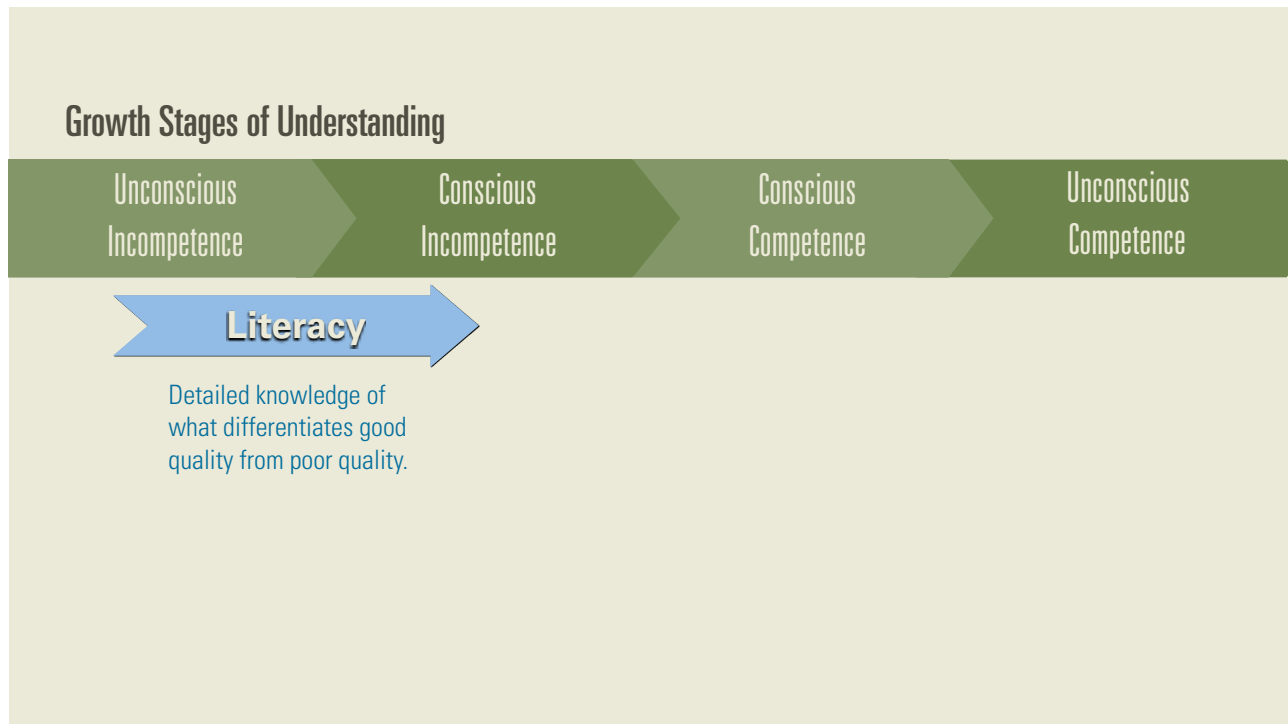 Growth Stages of Understanding
Unconscious
Incompetence
Conscious
Incompetence
Conscious
Competence
Unconscious
Competence
Literacy
Detailed knowledge of
what differentiates good
quality from poor quality.